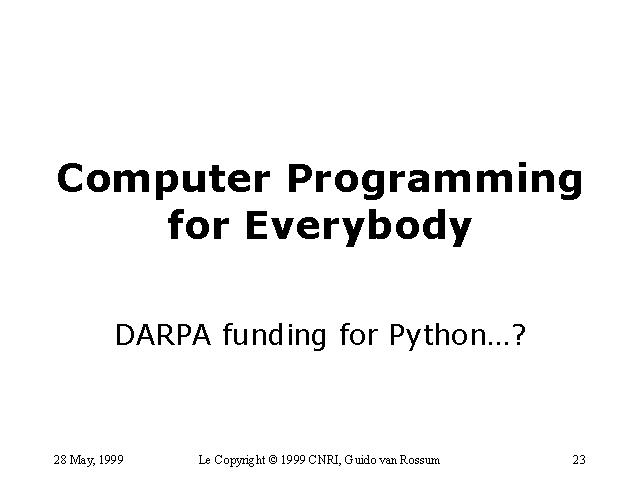 Computer Programming
for Everybody
DARPA funding for Python…?
28 May, 1999
Le Copyright © 1999 CNRI, Guido van Rossum
23